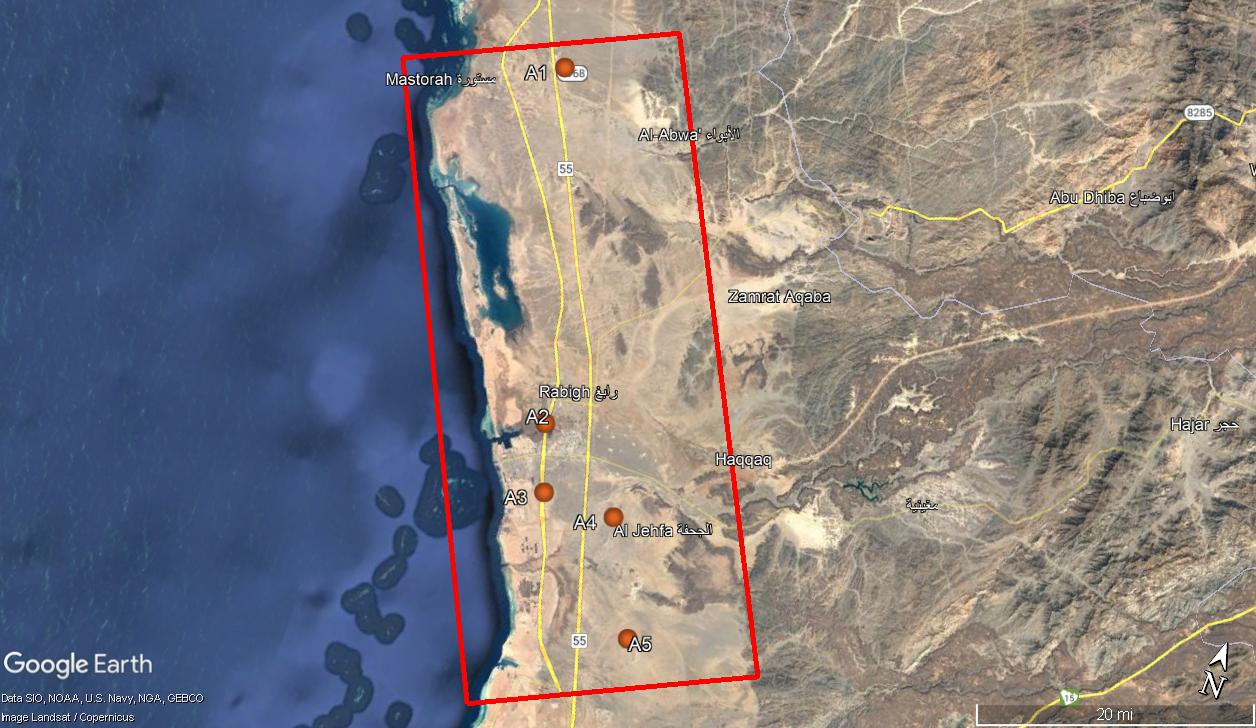 A1
68
Mastorah مستورة
Al-Abwa' الأبواء
8285
55
Abu Dhiba ابوضباع
W
Zamrat Aqaba
Rabigh رابغ
A2
Hajar حجر
Haqqaq
A3
مغينية
A4
Al Jehfa الجحفة
55
A5
Google Earth
N
15
Data SIO, NOAA, U.S. Navy, NGA, GEBCO
Image Landsat / Copernicus
20 mi